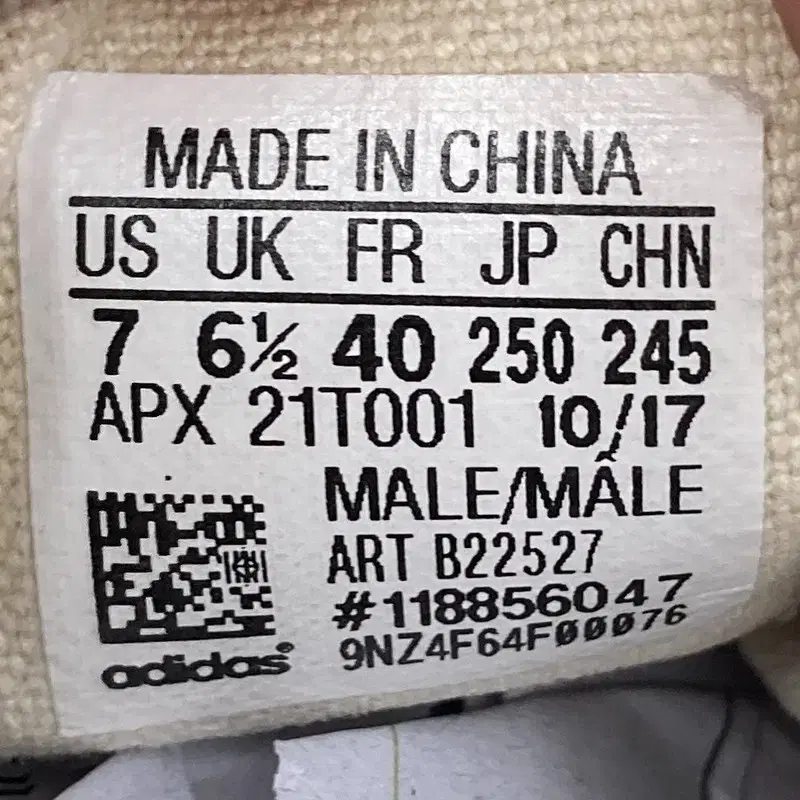 MADE IN CHINA
US UK FR JP CHN
7 6½ 40 250 245
APX 21T001 10/17
MALE/MÂLE
ART B22527
#118856047
9NZ4F64F00076
adidas